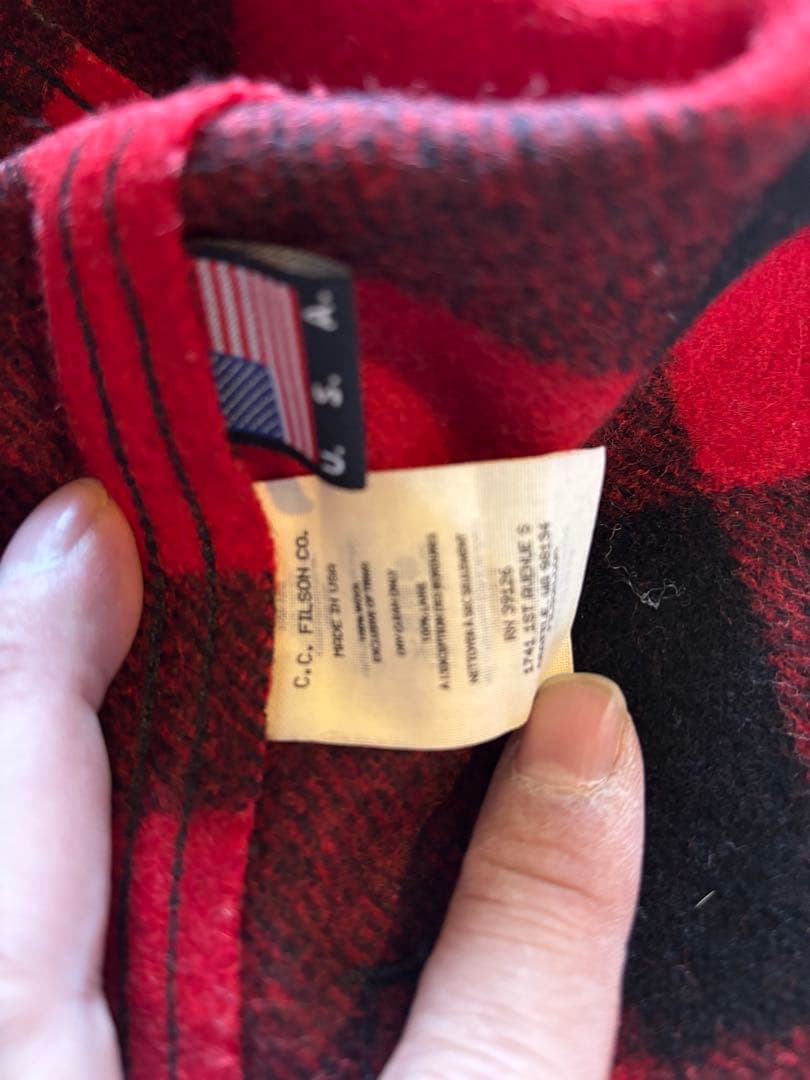 U. S. A.
C.C. FILSON CO.
MADE IN USA
100% WOOL
EXCLUSIVE OF TRIM
DRY CLEAN ONLY
100% LAINE
A L'EXCEPTION DES BORDURES
NETTOYER À SEC SEULEMENT
RN 39126
1741 1ST AVENUE S
SEATTLE, WA 98134